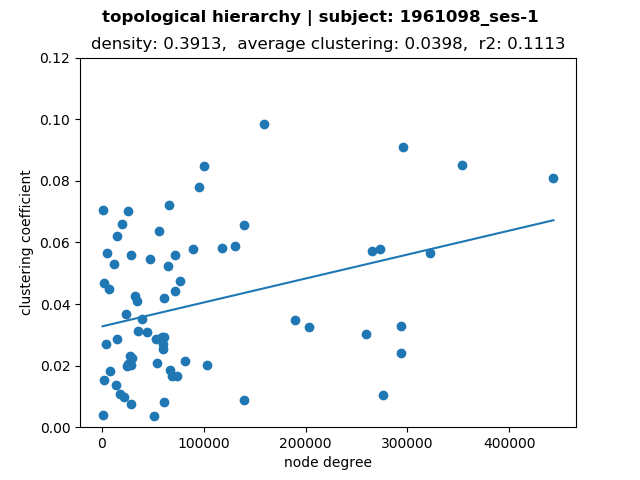 topological hierarchy | subject: 1961098_ses-1
density: 0.3913,  average clustering: 0.0398,  r2: 0.1113
0.12
0.10
0.08
0.06
0.04
0.02
0.00
clustering coefficient
0 100000 200000 300000 400000
node degree